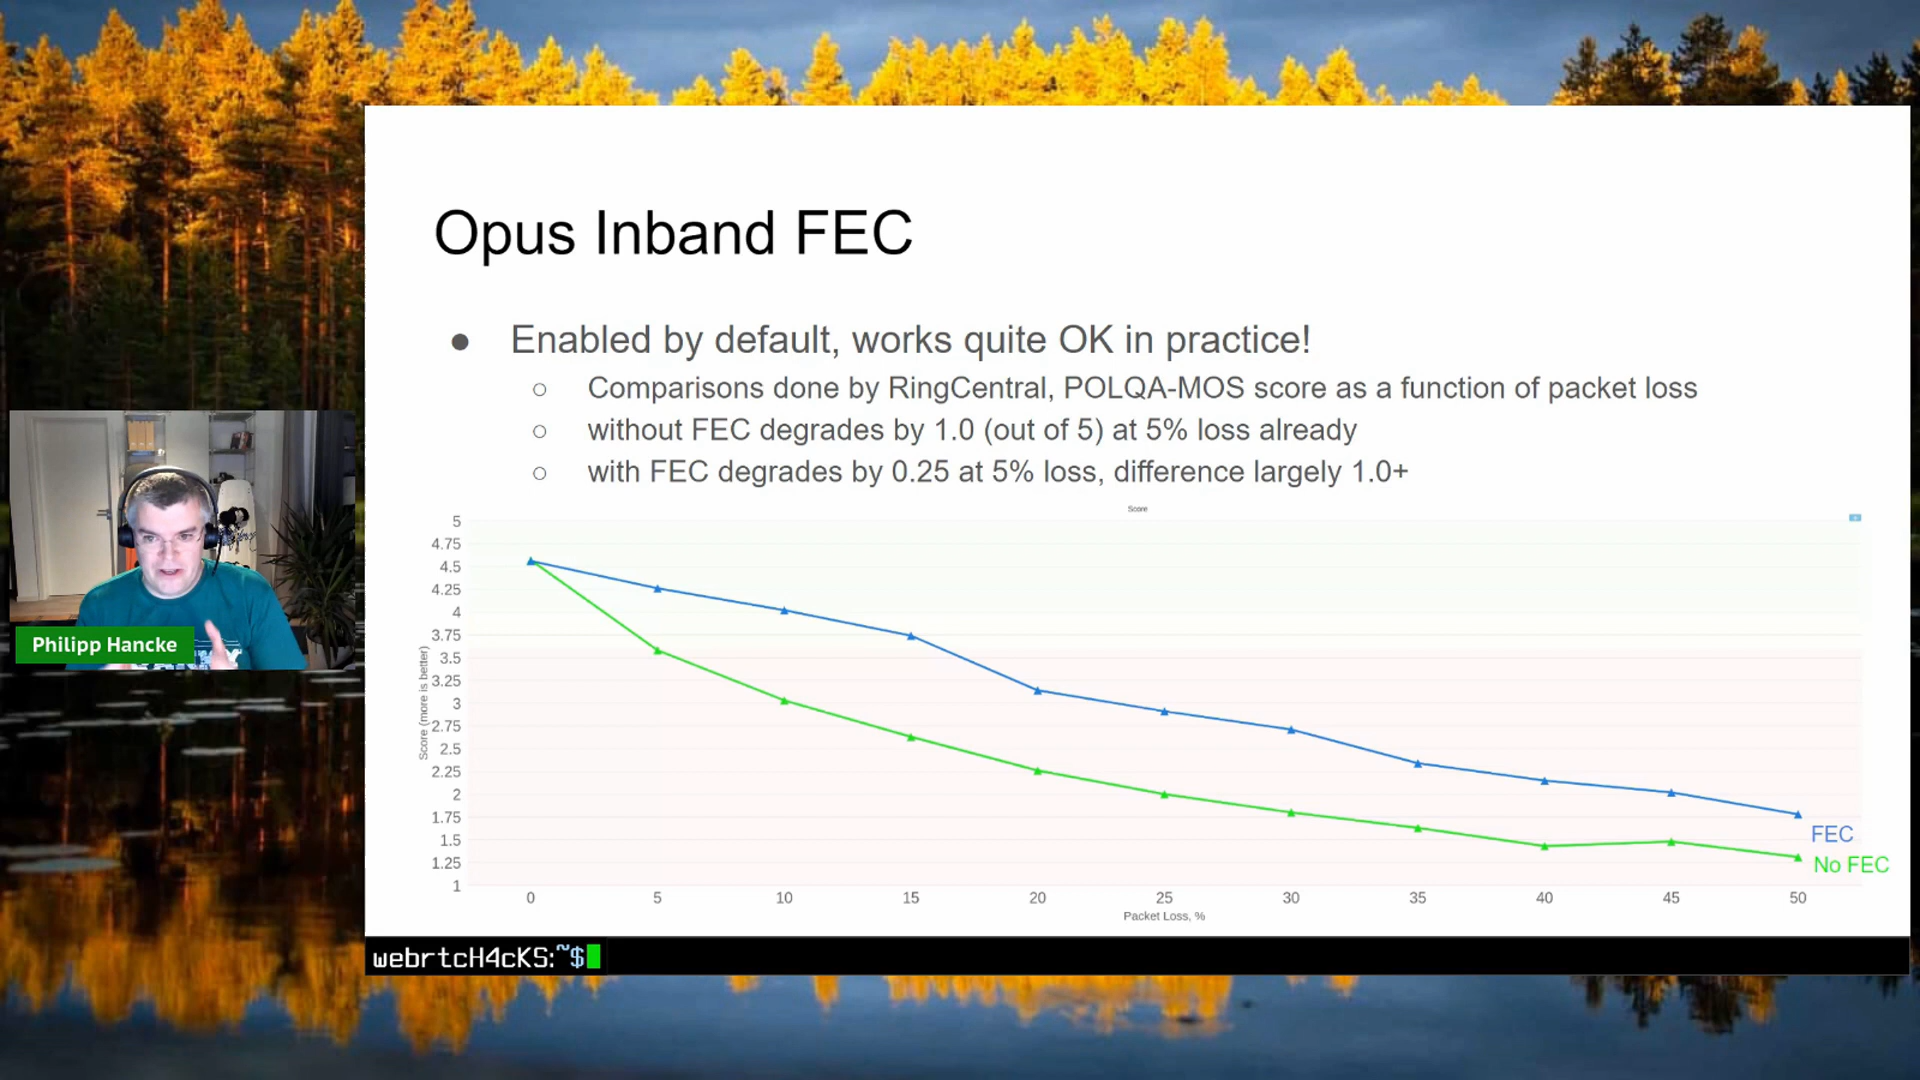 Opus Inband FEC
● Enabled by default, works quite OK in practice!
○ Comparisons done by RingCentral, POLQA-MOS score as a function of packet loss
○ without FEC degrades by 1.0 (out of 5) at 5% loss already
○ with FEC degrades by 0.25 at 5% loss, difference largely 1.0+
Score
Score (more is better)
5
4.75
4.5
4.25
4
3.75
3.5
3.25
3
2.75
2.5
2.25
2
1.75
1.5
1.25
1
FEC
No FEC
0 5 10 15 20 25 30 35 40 45 50
Packet Loss, %
Philipp Hancke
webrtcH4cKS:~$